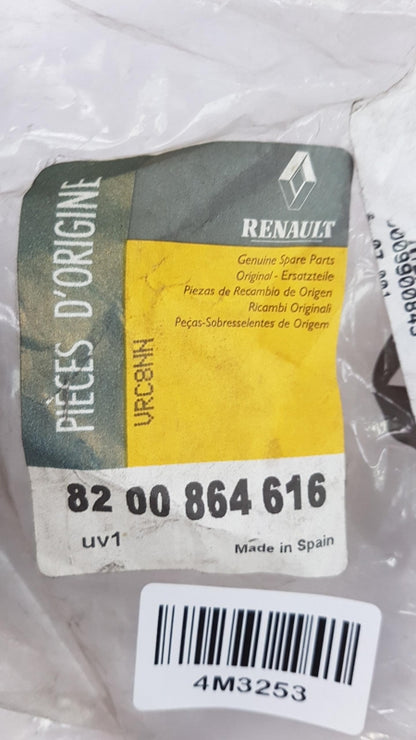 PIÈCES D'ORIGINE
RENAULT
Genuine Spare Parts
Original - Ersatzteile
Piezas de Recambio de Origen
Ricambi Originali
Peças-Sobresselentes de Origem
VRC8NN
82 00 864 616
uv1
Made in Spain
4M3253